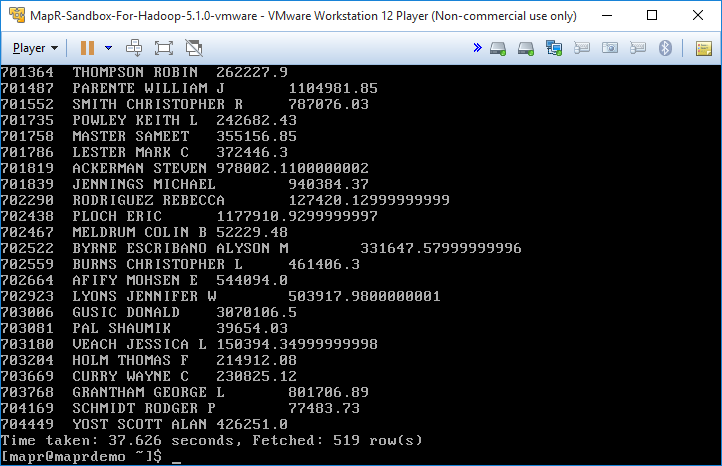 MapR-Sandbox-For-Hadoop-5.1.0-vmware - VMware Workstation 12 Player (Non-commercial use only)
Player
701364 THOMPSON ROBIN 262227.9
701487 PARENTE WILLIAM J 1104981.85
701552 SMITH CHRISTOPHER R 787076.03
701735 POWLEY KEITH L 242682.43
701758 MASTER SAMEET 355156.85
701786 LESTER MARK C 372446.3
701819 ACKERMAN STEVEN 978002.1100000002
701839 JENNINGS MICHAEL 940384.37
702290 RODRIGUEZ REBECCA 127420.12999999999
702438 PLOCH ERIC 1177910.9299999997
702467 MELDRUM COLIN B 52229.48
702522 BYRNE ESCRIBANO ALYSON M 331647.57999999996
702559 BURNS CHRISTOPHER L 461406.3
702664 AFIFY MOHSEN E 544094.0
702923 LYONS JENNIFER W 503917.9800000001
703006 GUSIC DONALD 3070106.5
703081 PAL SHAUMIK 39654.03
703180 VEACH JESSICA L 150394.34999999998
703204 HOLM THOMAS F 214912.08
703669 CURRY WAYNE C 230825.12
703768 GRANTHAM GEORGE L 801706.89
704169 SCHMIDT RODGER P 77483.73
704449 YOST SCOTT ALAN 426251.0
Time taken: 37.626 seconds, Fetched: 519 row(s)
[mapr@maprdemo ~]$ _